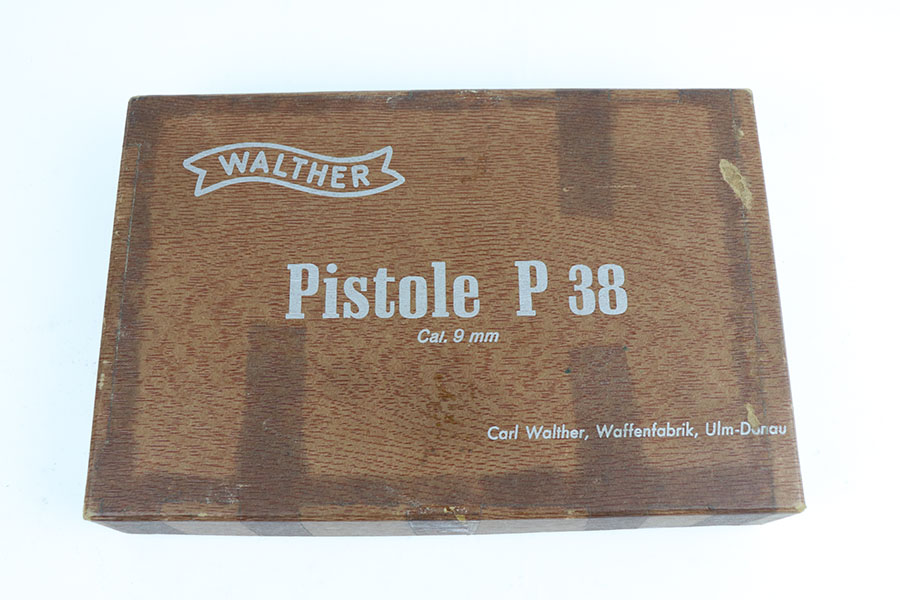 WALTHER
Pistole P 38
Cal. 9 mm
Carl Walther, Waffenfabrik, Ulm-Donau